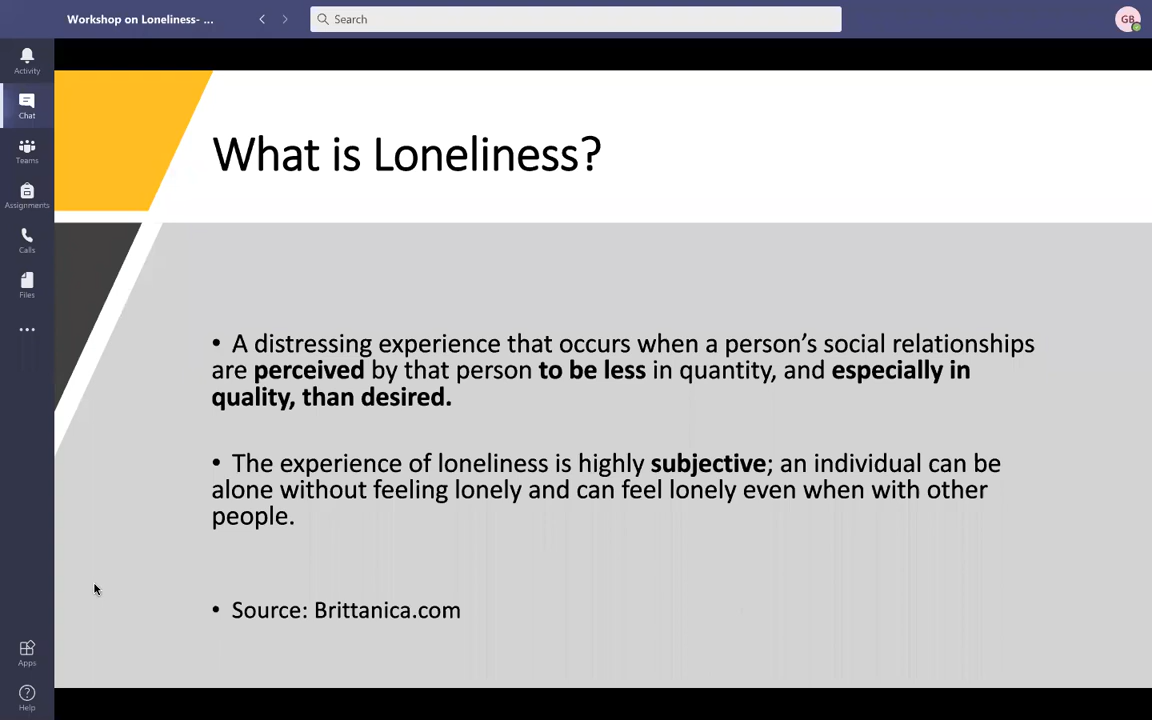 Workshop on Loneliness- ...
Search
GB
Activity
Chat
Teams
Assignments
Calls
Files
Apps
Help
What is Loneliness?
• A distressing experience that occurs when a person’s social relationships
are perceived by that person to be less in quantity, and especially in
quality, than desired.
• The experience of loneliness is highly subjective; an individual can be
alone without feeling lonely and can feel lonely even when with other
people.
• Source: Brittanica.com